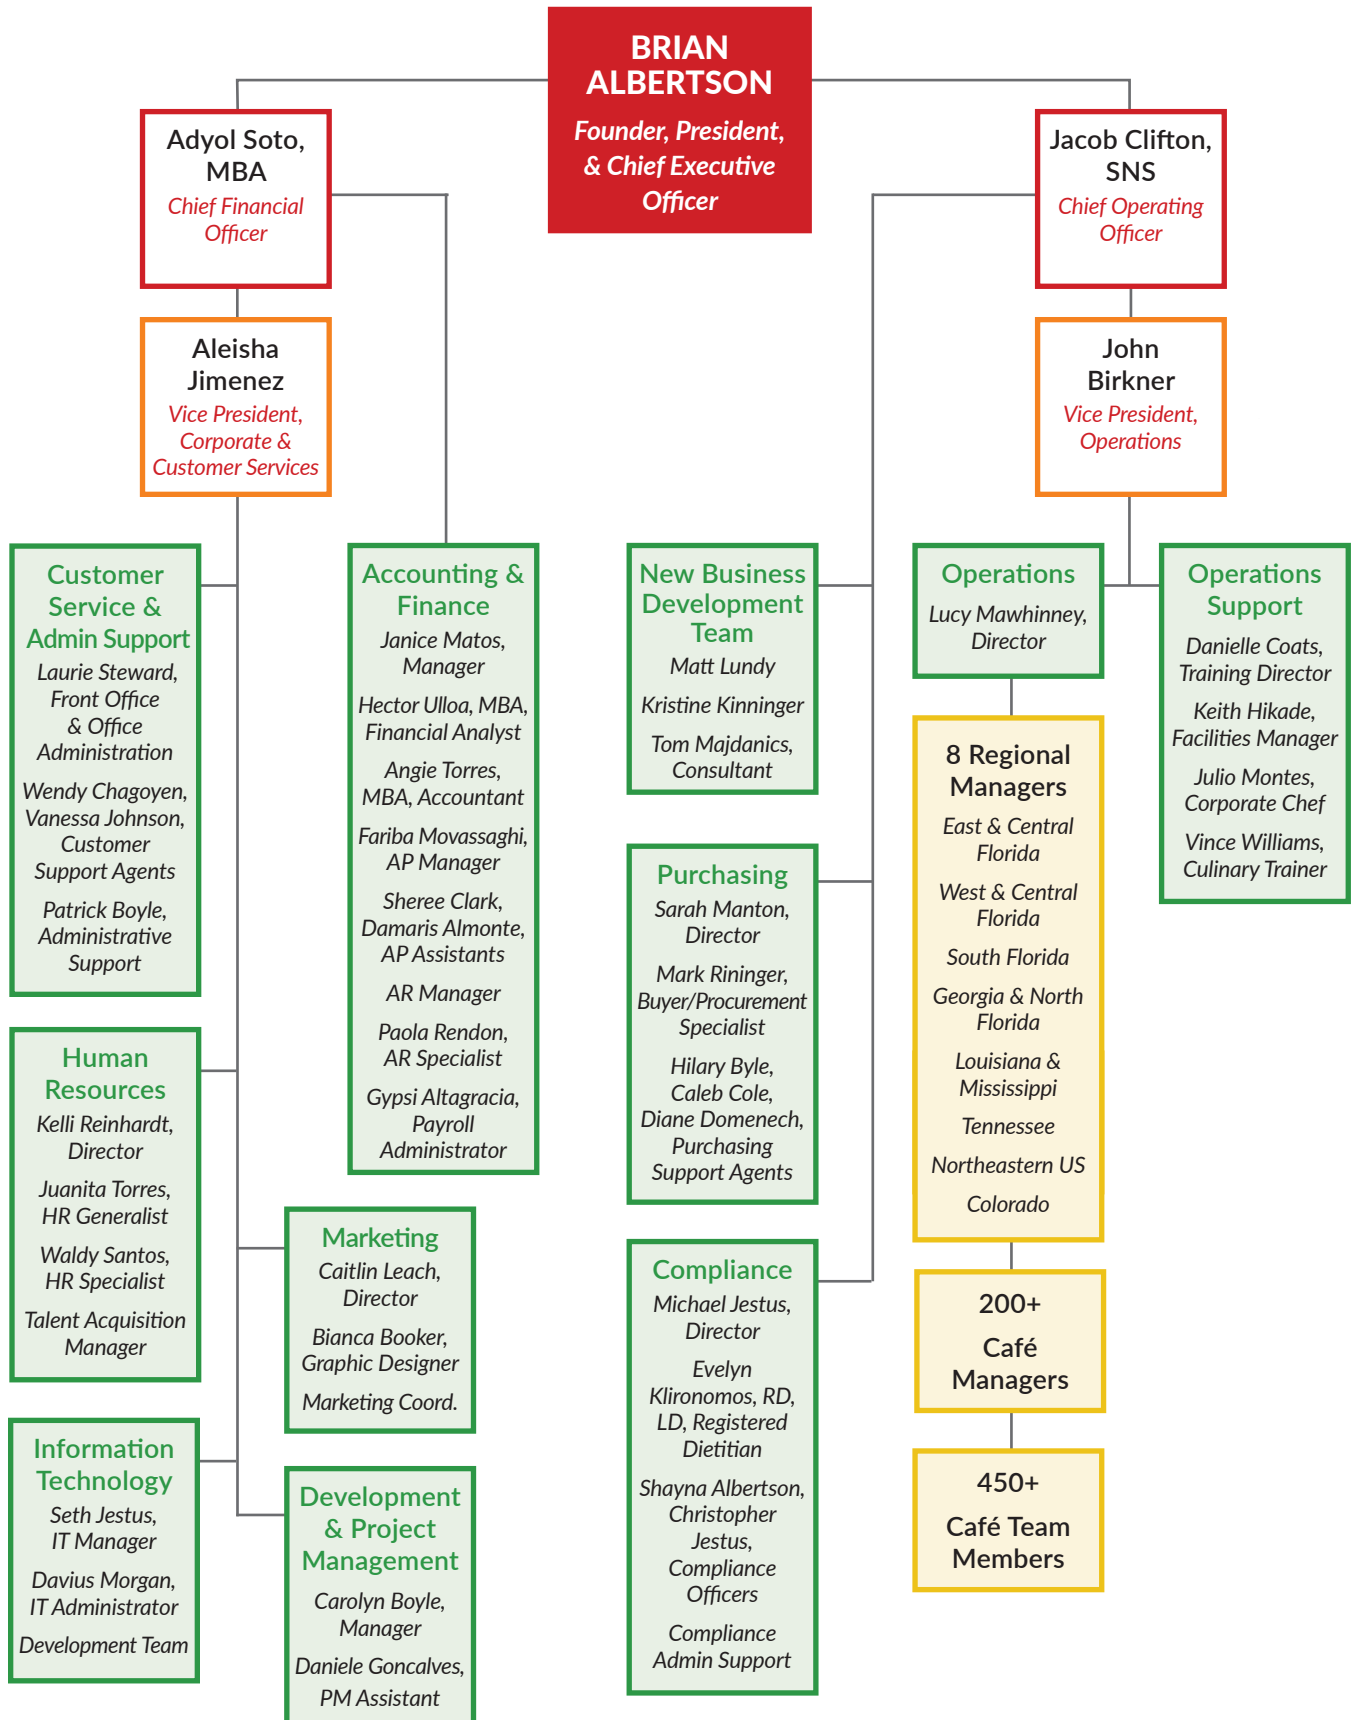 BRIAN
ALBERTSON
Founder, President,
& Chief Executive
Officer
Adyol Soto,
MBA
Chief Financial
Officer
Jacob Clifton,
SNS
Chief Operating
Officer
Aleisha
Jimenez
Vice President,
Corporate &
Customer Services
John
Birkner
Vice President,
Operations
Customer
Service &
Admin Support
Laurie Steward,
Front Office
& Office
Administration
Wendy Chagoyen,
Vanessa Johnson,
Customer
Support Agents
Patrick Boyle,
Administrative
Support
Human
Resources
Kelli Reinhardt,
Director
Juanita Torres,
HR Generalist
Waldy Santos,
HR Specialist
Talent Acquisition
Manager
Information
Technology
Seth Jestus,
IT Manager
Davius Morgan,
IT Administrator
Development Team
Accounting &
Finance
Janice Matos,
Manager
Hector Ulloa, MBA,
Financial Analyst
Angie Torres,
MBA, Accountant
Fariba Movassaghi,
AP Manager
Sheree Clark,
Damaris Almonte,
AP Assistants
AR Manager
Paola Rendon,
AR Specialist
Gypsi Altagracia,
Payroll
Administrator
Marketing
Caitlin Leach,
Director
Bianca Booker,
Graphic Designer
Marketing Coord.
Development
& Project
Management
Carolyn Boyle,
Manager
Daniele Goncalves,
PM Assistant
New Business
Development
Team
Matt Lundy
Kristine Kinninger
Tom Majdanics,
Consultant
Purchasing
Sarah Manton,
Director
Mark Rininger,
Buyer/Procurement
Specialist
Hilary Byle,
Caleb Cole,
Diane Domenech,
Purchasing
Support Agents
Compliance
Michael Jestus,
Director
Evelyn
Klironomos, RD,
LD, Registered
Dietitian
Shayna Albertson,
Christopher
Jestus,
Compliance
Officers
Compliance
Admin Support
Operations
Lucy Mawhinney,
Director
8 Regional
Managers
East & Central
Florida
West & Central
Florida
South Florida
Georgia & North
Florida
Louisiana &
Mississippi
Tennessee
Northeastern US
Colorado
200+
Café
Managers
450+
Café Team
Members
Operations
Support
Danielle Coats,
Training Director
Keith Hikade,
Facilities Manager
Julio Montes,
Corporate Chef
Vince Williams,
Culinary Trainer